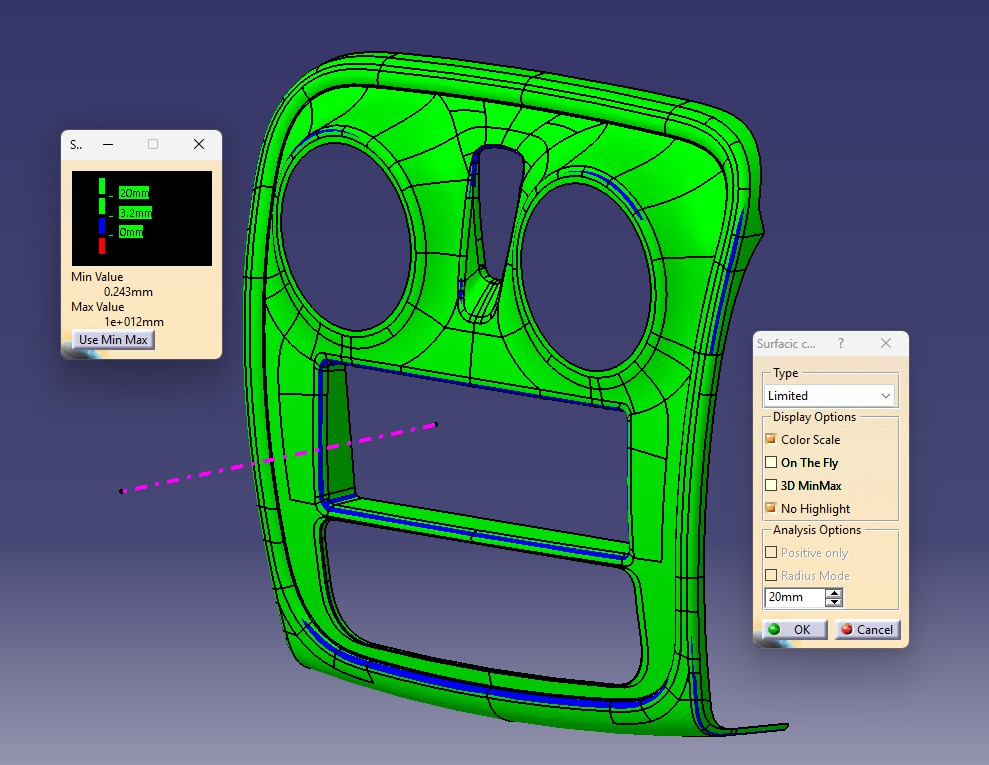 S..
20mm
3.2mm
0mm
Min Value
0.243mm
Max Value
1e+012mm
Use Min Max
Surfacic c... ?
Type
Limited
Display Options
Color Scale
On The Fly
3D MinMax
No Highlight
Analysis Options
Positive only
Radius Mode
20mm
OK Cancel